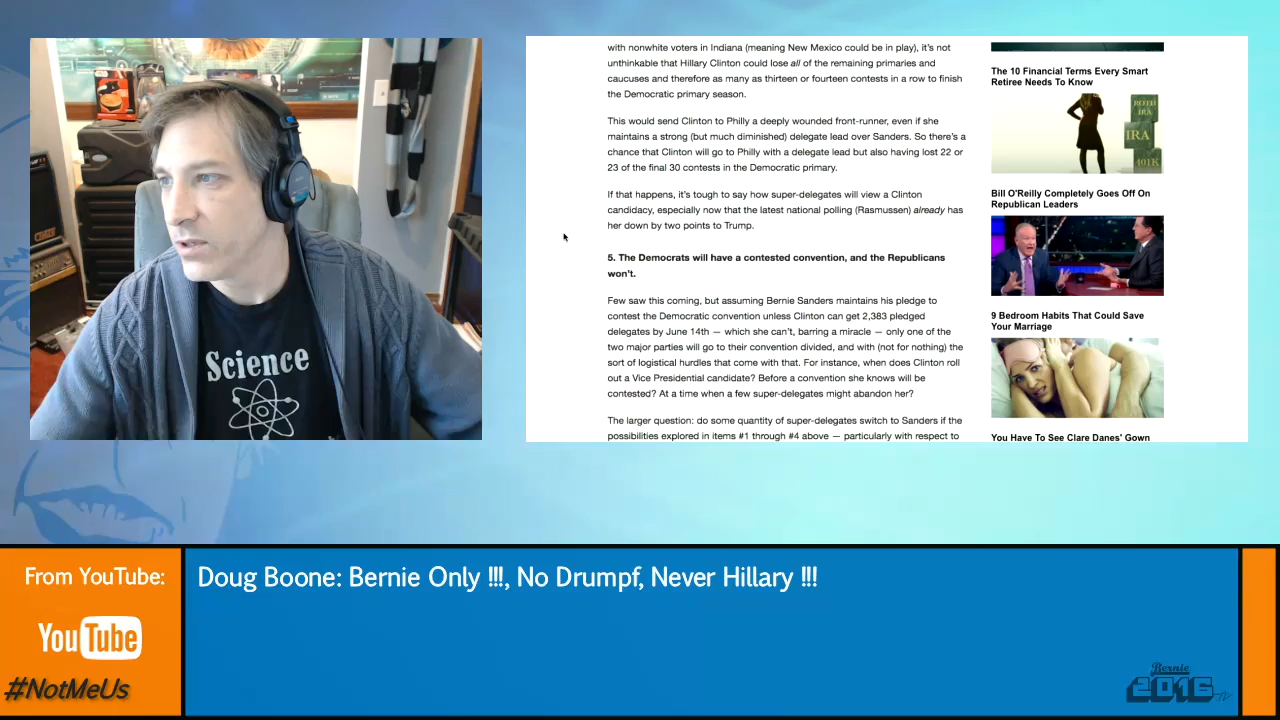 Science
CRATE
with nonwhite voters in Indiana (meaning New Mexico could be in play), it's not
unthinkable that Hillary Clinton could lose all of the remaining primaries and
caucuses and therefore as many as thirteen or fourteen contests in a row to finish
the Democratic primary season.
This would send Clinton to Philly a deeply wounded front-runner, even if she
maintains a strong (but much diminished) delegate lead over Sanders. So there's a
chance that Clinton will go to Philly with a delegate lead but also having lost 22 or
23 of the final 30 contests in the Democratic primary.
If that happens, it's tough to say how super-delegates will view a Clinton
candidacy, especially now that the latest national polling (Rasmussen) already has
her down by two points to Trump.
5. The Democrats will have a contested convention, and the Republicans
won't.
Few saw this coming, but assuming Bernie Sanders maintains his pledge to
contest the Democratic convention unless Clinton can get 2,383 pledged
delegates by June 14th — which she can't, barring a miracle — only one of the
two major parties will go to their convention divided, and with (not for nothing) the
sort of logistical hurdles that come with that. For instance, when does Clinton roll
out a Vice Presidential candidate? Before a convention she knows will be
contested? At a time when a few super-delegates might abandon her?
The larger question: do some quantity of super-delegates switch to Sanders if the
possibilities explored in items #1 through #4 above — particularly with respect to
The 10 Financial Terms Every Smart
Retiree Needs To Know
ROTH
IRA
IRA
401K
Bill O'Reilly Completely Goes Off On
Republican Leaders
9 Bedroom Habits That Could Save
Your Marriage
You Have To See Clare Danes' Gown
From YouTube:
YouTube
#NotMeUs
Doug Boone: Bernie Only !!!, No Drumpf, Never Hillary !!!
Bernie
2016
TV